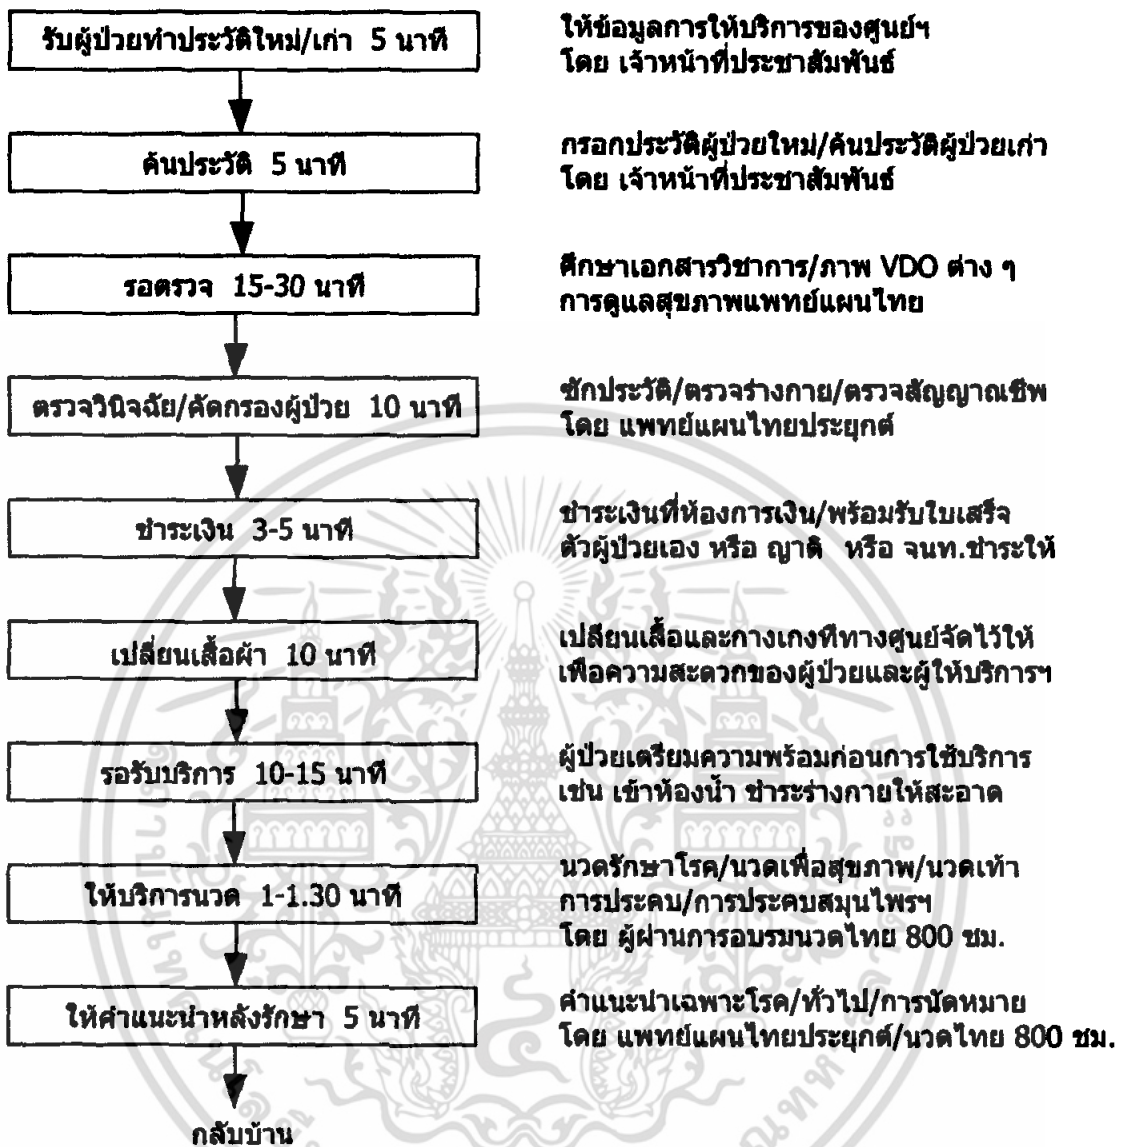 รับผู้ป่วยทำประวัติใหม่/เก่า 5 นาที
ให้ข้อมูลการให้บริการของศูนย์ฯ
โดย เจ้าหน้าที่ประชาสัมพันธ์
ค้นประวัติ 5 นาที
กรอกประวัติผู้ป่วยใหม่/ค้นประวัติผู้ป่วยเก่า
โดย เจ้าหน้าที่ประชาสัมพันธ์
รอตรวจ 15-30 นาที
ศึกษาเอกสารวิชาการ/ภาพ VDO ต่าง ๆ
การดูแลสุขภาพแพทย์แผนไทย
ตรวจวินิจฉัย/คัดกรองผู้ป่วย 10 นาที
ซักประวัติ/ตรวจร่างกาย/ตรวจสัญญาณชีพ
โดย แพทย์แผนไทยประยุกต์
ชำระเงิน 3-5 นาที
ชำระเงินที่ห้องการเงิน/พร้อมรับใบเสร็จ
ตัวผู้ป่วยเอง หรือ ญาติ หรือ จนท.ชำระให้
เปลี่ยนเสื้อผ้า 10 นาที
เปลี่ยนเสื้อและกางเกงที่ทางศูนย์จัดไว้ให้
เพื่อความสะดวกของผู้ป่วยและผู้ให้บริการฯ
รอรับบริการ 10-15 นาที
ผู้ป่วยเตรียมความพร้อมก่อนการใช้บริการ
เช่น เข้าห้องน้ำ ชำระร่างกายให้สะอาด
ให้บริการนวด 1-1.30 นาที
นวดรักษาโรค/นวดเพื่อสุขภาพ/นวดเท้า
การประคบ/การประคบสมุนไพรฯ
โดย ผู้ผ่านการอบรมนวดไทย 800 ชม.
ให้คำแนะนำหลังรักษา 5 นาที
คำแนะนำเฉพาะโรค/ทั่วไป/การนัดหมาย
โดย แพทย์แผนไทยประยุกต์/นวดไทย 800 ชม.
กลับบ้าน